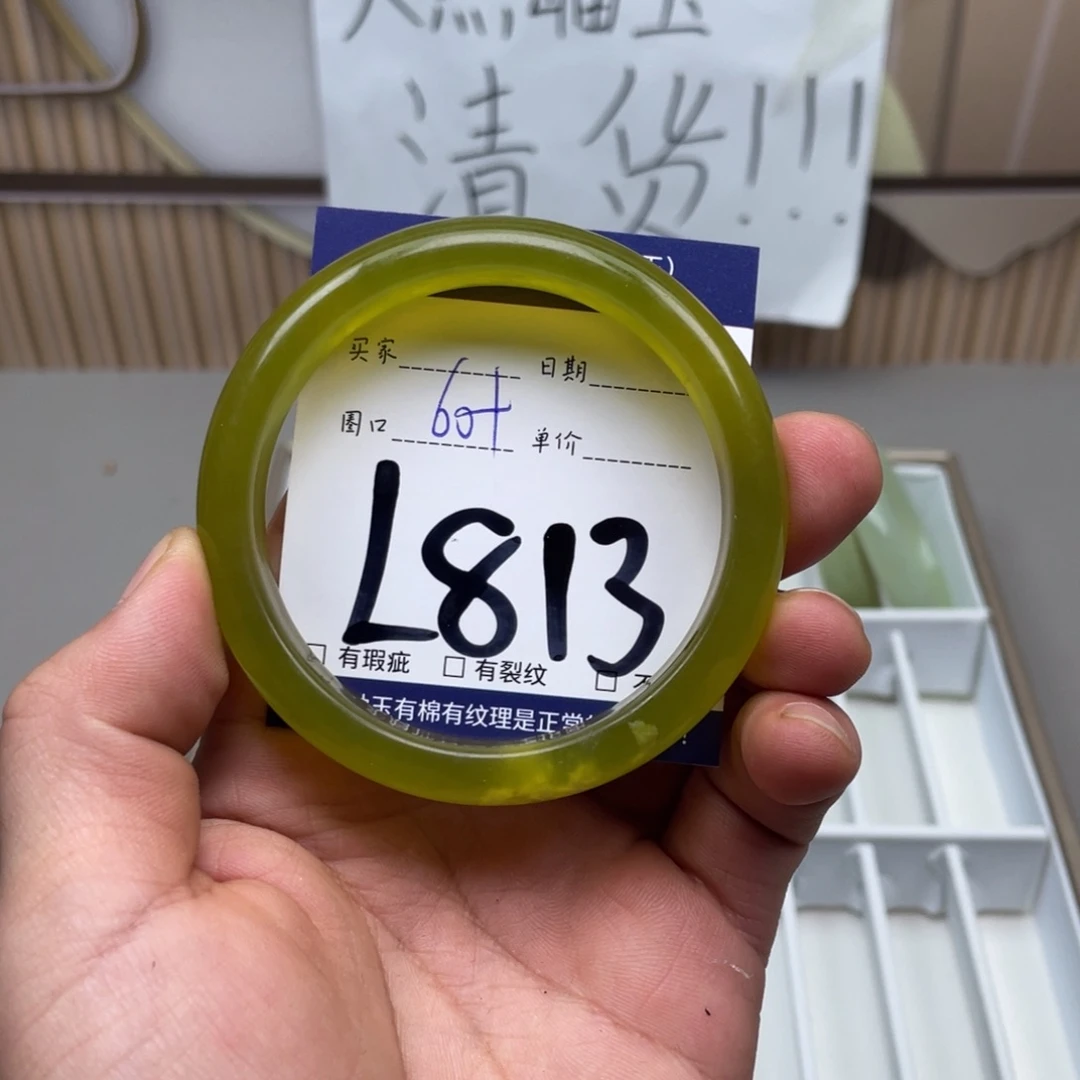 清货!!!
买家 日期
圈口 60+ 单价
L813
□ 有瑕疵 □ 有裂纹 □
玉有棉有纹理是正常